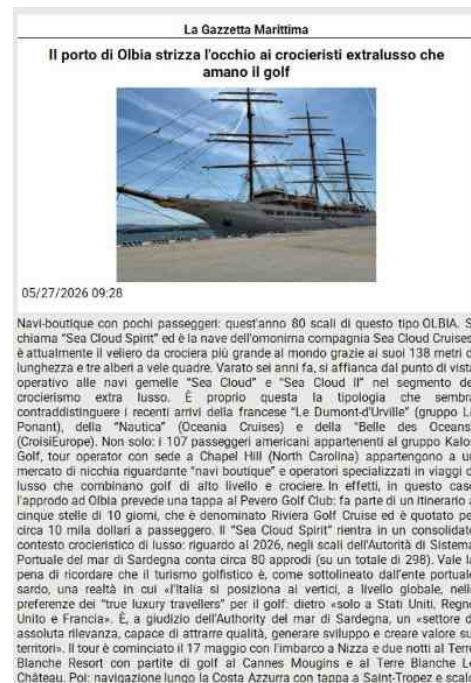 La Gazzetta Marittima
Il porto di Olbia strizza l'occhio ai crocieristi extralusso che
amano il golf
05/27/2026 09:28
Navi-boutique con pochi passeggeri: quest'anno 80 scali di questo tipo OLBIA. S
chiama "Sea Cloud Spirit" ed è la nave dell'omonima compagnia Sea Cloud Cruises
è attualmente il veliero da crociera più grande al mondo grazie ai suoi 138 metri d
lunghezza e tre alberi a vele quadre. Varato sei anni fa, si affianca dal punto di vista
operativo alle navi gemelle "Sea Cloud" e "Sea Cloud II" nel segmento de
crocierismo extra lusso. È proprio questa la tipologia che sembra
contraddistinguere i recenti arrivi della francese "Le Dumont-d'Urville" (gruppo Le
Ponant), della "Nautica" (Oceania Cruises) e della "Belle des Oceans
(CroisiEurope). Non solo: i 107 passeggeri americani appartenenti al gruppo Kalos
Golf, tour operator con sede a Chapel Hill (North Carolina) appartengono a un
mercato di nicchia riguardante "navi boutique" e operatori specializzati in viaggi d
lusso che combinano golf di alto livello e crociere. In effetti, in questo caso
l'approdo ad Olbia prevede una tappa al Pevero Golf Club: fa parte di un itinerario a
cinque stelle di 10 giorni, che è denominato Riviera Golf Cruise ed è quotato pe
circa 10 mila dollari a passeggero. Il "Sea Cloud Spirit" rientra in un consolidato
contesto crocieristico di lusso: riguardo al 2026, negli scali dell'Autorità di Sistema
Portuale del mar di Sardegna conta circa 80 approdi (su un totale di 298). Vale la
pena di ricordare che il turismo golfistico è, come sottolineato dall'ente portuale
sardo, una realtà in cui «l'Italia si posiziona ai vertici, a livello globale, nelle
preferenze dei "true luxury travellers" per il golf: dietro «solo a Stati Uniti, Regno
Unito e Francia». È, a giudizio dell'Authority del mar di Sardegna, un «settore d
assoluta rilevanza, capace di attrarre qualità, generare sviluppo e creare valore su
territori». Il tour è cominciato il 17 maggio con l'imbarco a Nizza e due notti al Terre
Blanche Resort con partite di golf al Cannes Mougins e al Terre Blanche Le
Château. Poi: navigazione lungo la Costa Azzurra con tappa a Saint-Tropez e scale